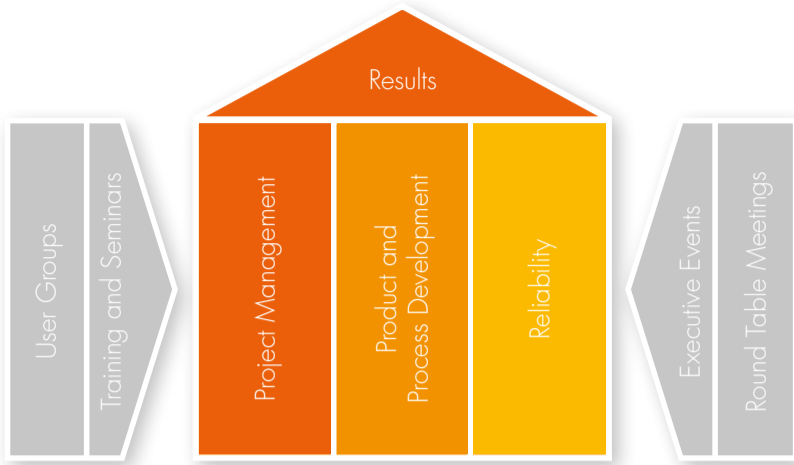 Results
User Groups
Training and Seminars
Project Management
Product and
Process Development
Reliability
Executive Events
Round Table Meetings